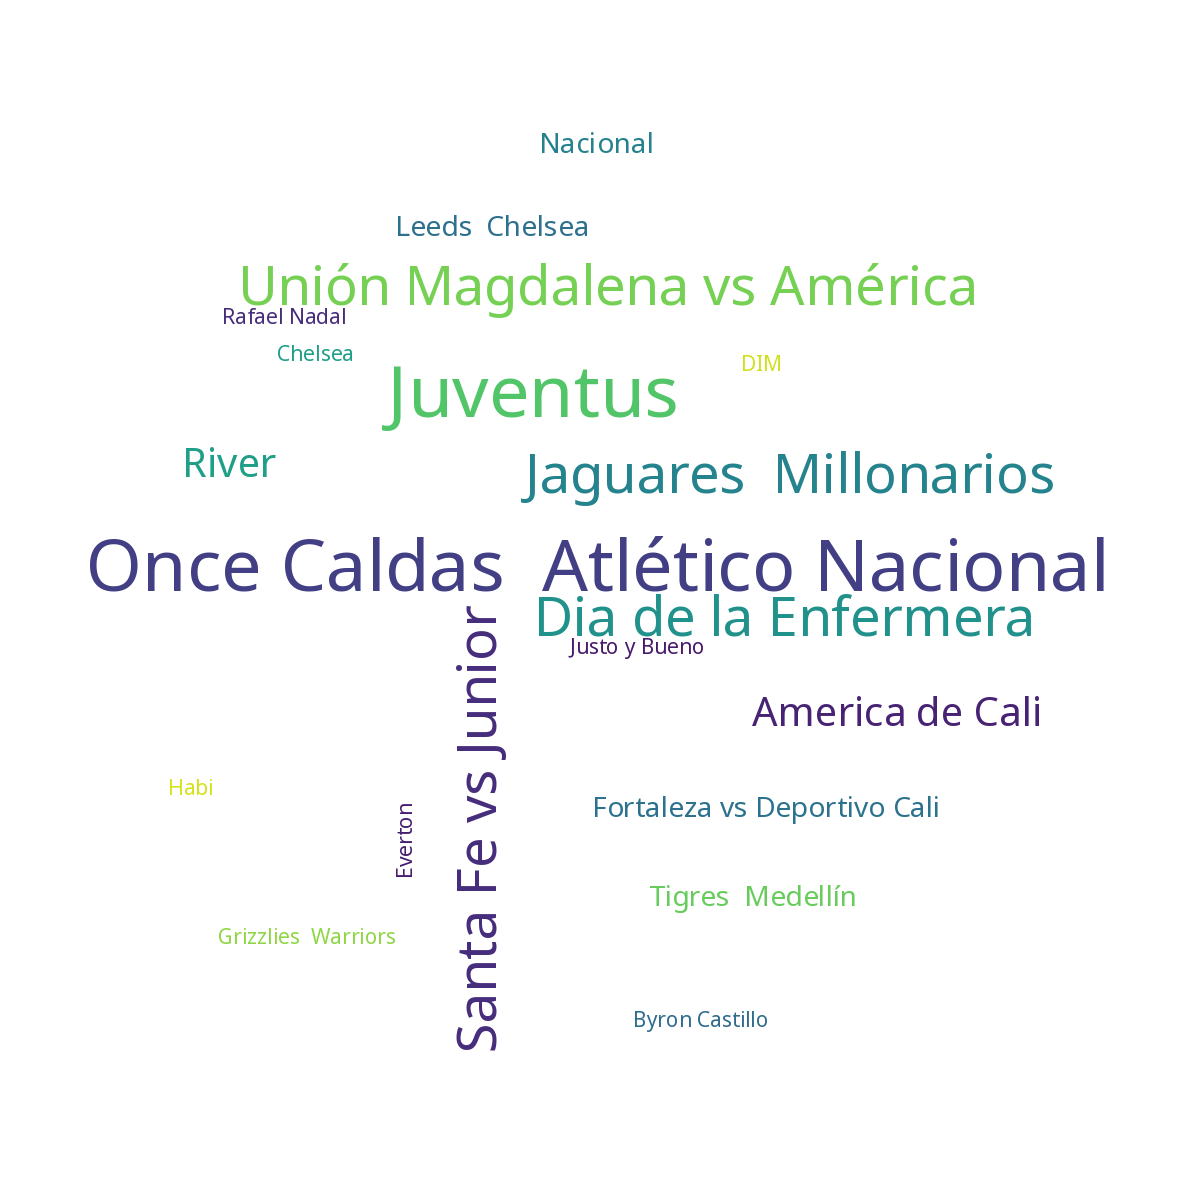 Nacional
Leeds  Chelsea
Unión Magdalena vs América
Rafael Nadal
Chelsea
DIM
Juventus
River
Jaguares  Millonarios
Once Caldas  Atlético Nacional
Dia de la Enfermera
Justo y Bueno
Santa Fe vs Junior
America de Cali
Habi
Everton
Fortaleza vs Deportivo Cali
Tigres  Medellín
Grizzlies  Warriors
Byron Castillo